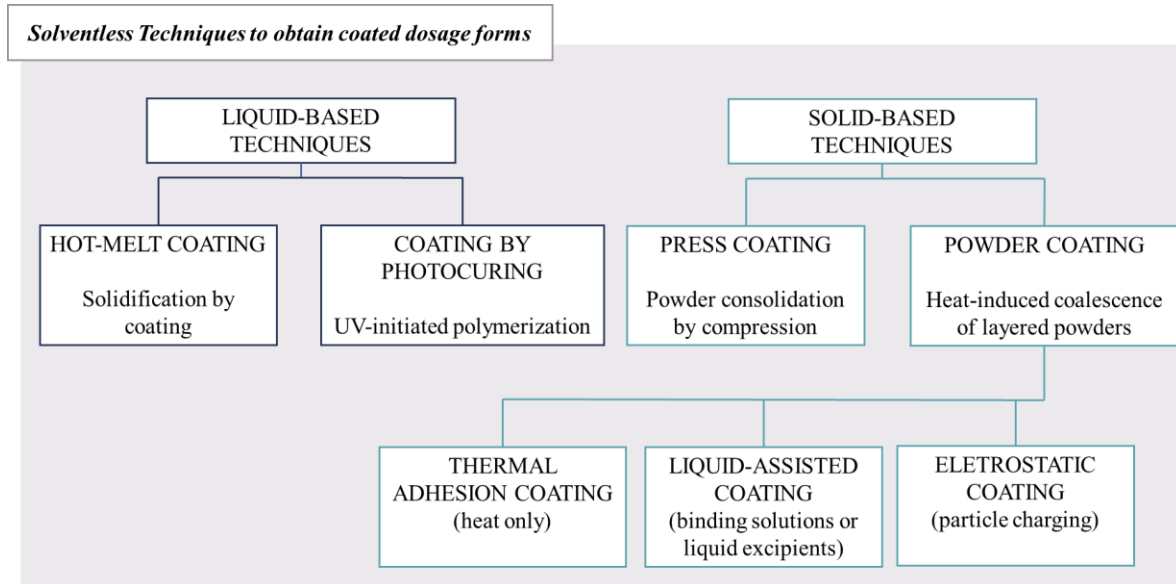 Solventless Techniques to obtain coated dosage forms
LIQUID-BASED
TECHNIQUES
SOLID-BASED
TECHNIQUES
HOT-MELT COATING
Solidification by
coating
COATING BY
PHOTOCURING
UV-initiated polymerization
PRESS COATING
Powder consolidation
by compression
POWDER COATING
Heat-induced coalescence
of layered powders
THERMAL
ADHESION COATING
(heat only)
LIQUID-ASSISTED
COATING
(binding solutions or
liquid excipients)
ELETROSTATIC
COATING
(particle charging)